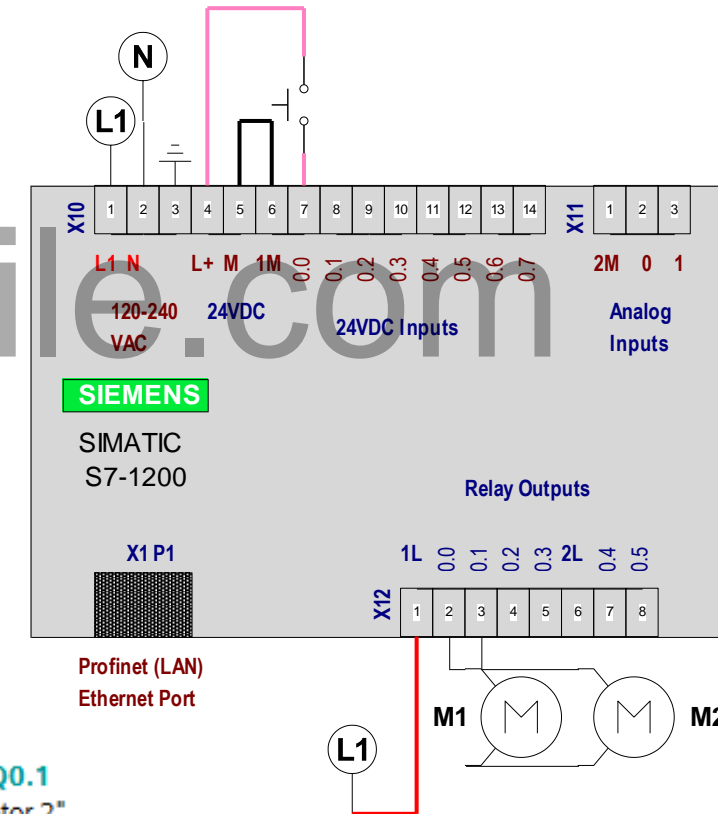 N
L1
X10
1 2 3 4 5 6 7 8 9 10 11 12 13 14
X11
1 2 3
L1 N L+ M 1M 0.0 0.1 0.2 0.3 0.4 0.5 0.6 0.7
2M 0 1
120-240
VAC
24VDC
24VDC Inputs
Analog
Inputs
ile.com
SIEMENS
SIMATIC
S7-1200
Relay Outputs
X1 P1
1L 0.0 0.1 0.2 0.3 2L 0.4 0.5
X12
1 2 3 4 5 6 7 8
Profinet (LAN)
Ethernet Port
M1
M
M
M2
L1
Q0.1
tor 2"